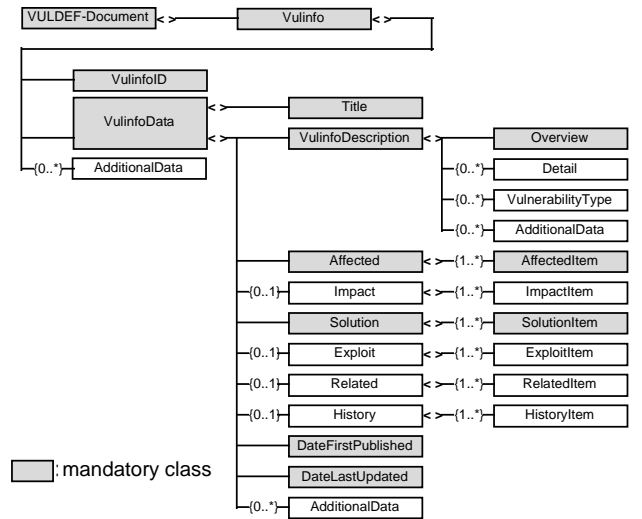 VULDEF-Document < > Vulinfo < >
VulinfoID
VulinfoData < > Title
< > VulinfoDescription < > Overview
{0..*} AdditionalData
{0..*} Detail
{0..*} VulnerabilityType
{0..*} AdditionalData
Affected < > {1..*} AffectedItem
{0..1} Impact < > {1..*} ImpactItem
Solution < > {1..*} SolutionItem
{0..1} Exploit < > {1..*} ExploitItem
{0..1} Related < > {1..*} RelatedItem
{0..1} History < > {1..*} HistoryItem
DateFirstPublished
: mandatory class
DateLastUpdated
{0..*} AdditionalData